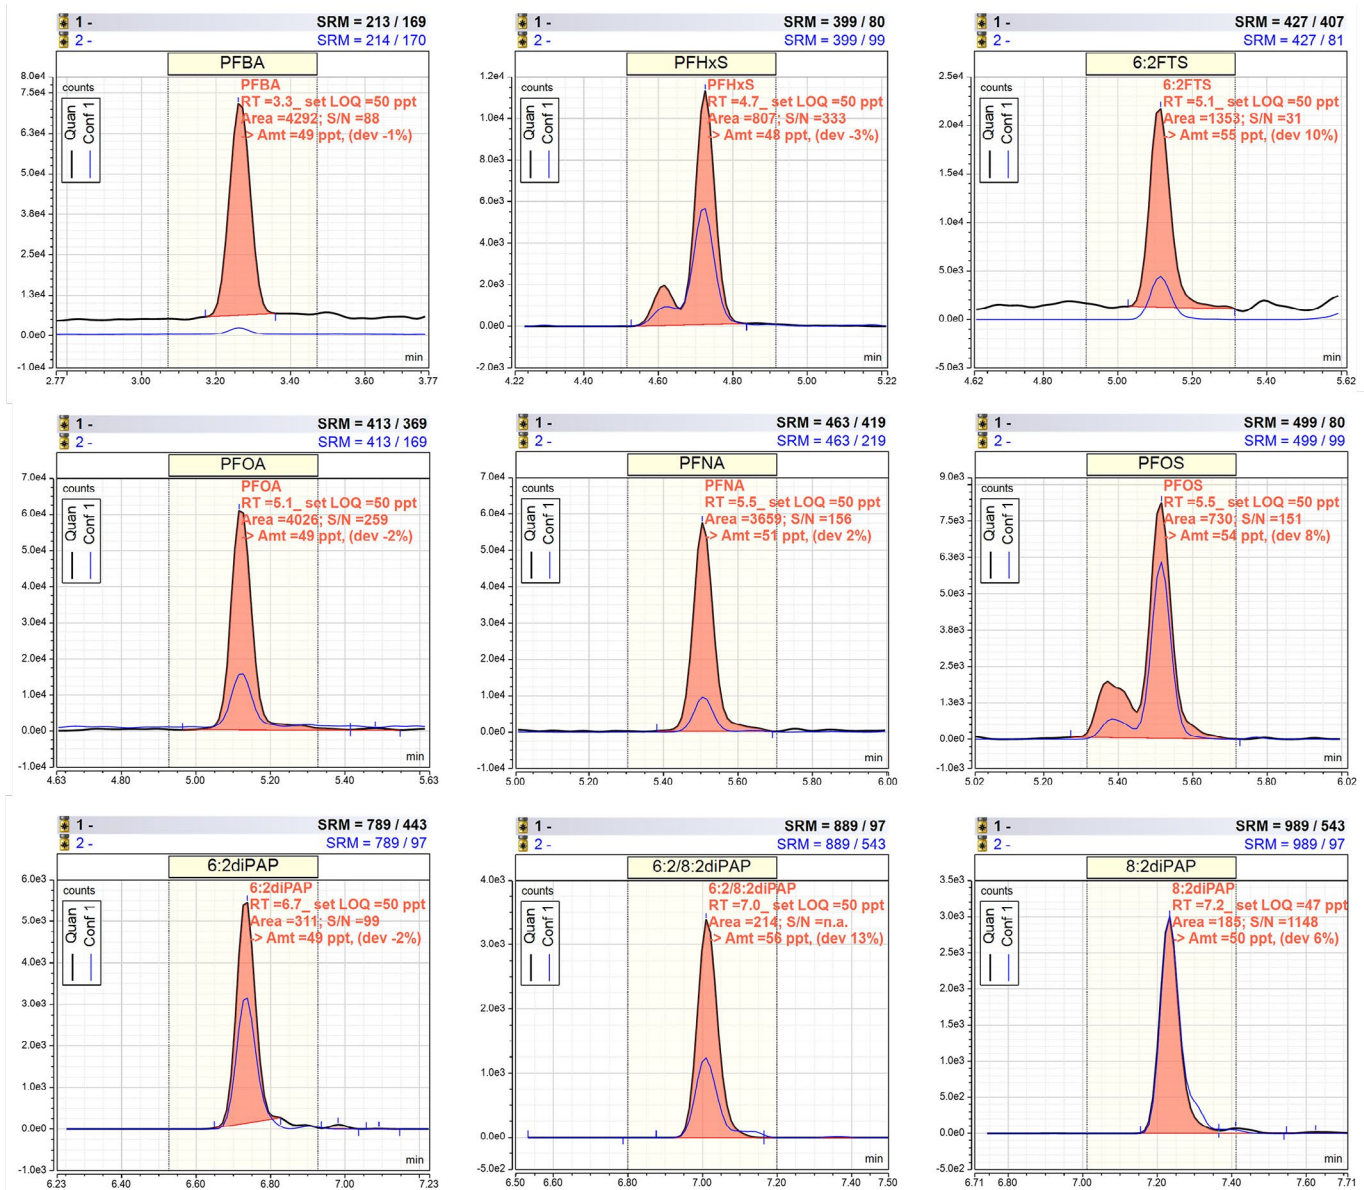 1 - SRM = 213 / 169
2 - SRM = 214 / 170
PFBA
counts
Quan
Conf 1
PFBA
RT =3.3_ set LOQ =50 ppt
Area =4292; S/N =88
-> Amt =49 ppt, (dev -1%)
8.0e4
7.5e4
6.3e4
5.0e4
3.8e4
2.5e4
1.3e4
0.0e0
-1.0e4
min
2.77 3.00 3.20 3.40 3.60 3.77
1 - SRM = 399 / 80
2 - SRM = 399 / 99
PFHxS
counts
Quan
Conf 1
PFHxS
RT =4.7_ set LOQ =50 ppt
Area =807; S/N =333
-> Amt =48 ppt, (dev -3%)
1.2e4
1.0e4
8.0e3
6.0e3
4.0e3
2.0e3
0.0e0
-2.0e3
min
4.22 4.40 4.60 4.80 5.00 5.22
1 - SRM = 427 / 407
2 - SRM = 427 / 81
6:2FTS
counts
Quan
Conf 1
6:2FTS
RT =5.1_ set LOQ =50 ppt
Area =1353; S/N =31
-> Amt =55 ppt, (dev 10%)
2.5e4
2.0e4
1.5e4
1.0e4
5.0e3
0.0e0
-5.0e3
min
4.62 4.80 5.00 5.20 5.40 5.62
1 - SRM = 413 / 369
2 - SRM = 413 / 169
PFOA
counts
Quan
Conf 1
PFOA
RT =5.1_ set LOQ =50 ppt
Area =4026; S/N =259
-> Amt =49 ppt, (dev -2%)
7.0e4
6.0e4
5.0e4
4.0e4
3.0e4
2.0e4
1.0e4
0.0e0
-1.0e4
min
4.63 4.80 5.00 5.20 5.40 5.63
1 - SRM = 463 / 419
2 - SRM = 463 / 219
PFNA
counts
Quan
Conf 1
PFNA
RT =5.5_ set LOQ =50 ppt
Area =3659; S/N =156
-> Amt =51 ppt, (dev 2%)
7.0e4
6.0e4
5.0e4
4.0e4
3.0e4
2.0e4
1.0e4
0.0e0
-1.0e4
min
5.00 5.20 5.40 5.60 5.80 6.00
1 - SRM = 499 / 80
2 - SRM = 499 / 99
PFOS
counts
Quan
Conf 1
PFOS
RT =5.5_ set LOQ =50 ppt
Area =730; S/N =151
-> Amt =54 ppt, (dev 8%)
9.0e3
7.5e3
6.3e3
5.0e3
3.8e3
2.5e3
1.3e3
0.0e0
-1.0e3
min
5.02 5.20 5.40 5.60 5.80 6.02
1 - SRM = 789 / 443
2 - SRM = 789 / 97
6:2diPAP
counts
Quan
Conf 1
6:2diPAP
RT =6.7_ set LOQ =50 ppt
Area =311; S/N =99
-> Amt =49 ppt, (dev -2%)
6.0e3
5.0e3
4.0e3
3.0e3
2.0e3
1.0e3
0.0e0
-1.0e3
min
6.23 6.40 6.60 6.80 7.00 7.23
1 - SRM = 889 / 97
2 - SRM = 889 / 543
6:2/8:2diPAP
counts
Quan
Conf 1
6:2/8:2diPAP
RT =7.0_ set LOQ =50 ppt
Area =214; S/N =n.a.
-> Amt =56 ppt, (dev 13%)
4.0e3
3.0e3
2.0e3
1.0e3
0.0e0
-5.0e2
min
6.50 6.60 6.80 7.00 7.20 7.50
1 - SRM = 989 / 543
2 - SRM = 989 / 97
8:2diPAP
counts
Quan
Conf 1
8:2diPAP
RT =7.2_ set LOQ =47 ppt
Area =185; S/N =1148
-> Amt =50 ppt, (dev 6%)
3.5e3
3.0e3
2.5e3
2.0e3
1.5e3
1.0e3
5.0e2
0.0e0
-5.0e2
min
6.71 6.80 7.00 7.20 7.40 7.60 7.71